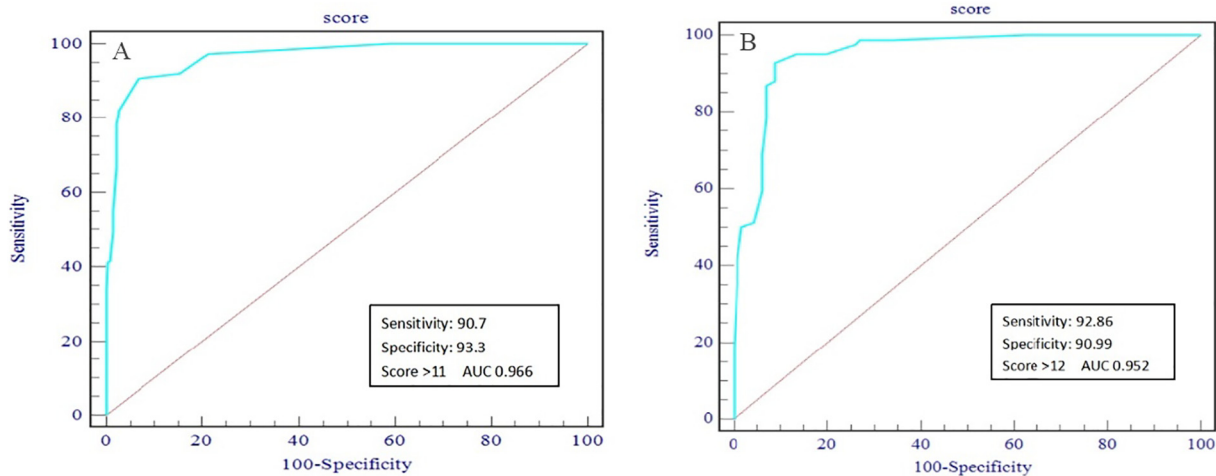 score
A
100
80
60
40
20
0
Sensitivity
Sensitivity: 90.7
Specificity: 93.3
Score >11 AUC 0.966
0 20 40 60 80 100
100-Specificity
score
B
100
80
60
40
20
0
Sensitivity
Sensitivity: 92.86
Specificity: 90.99
Score >12 AUC 0.952
0 20 40 60 80 100
100-Specificity